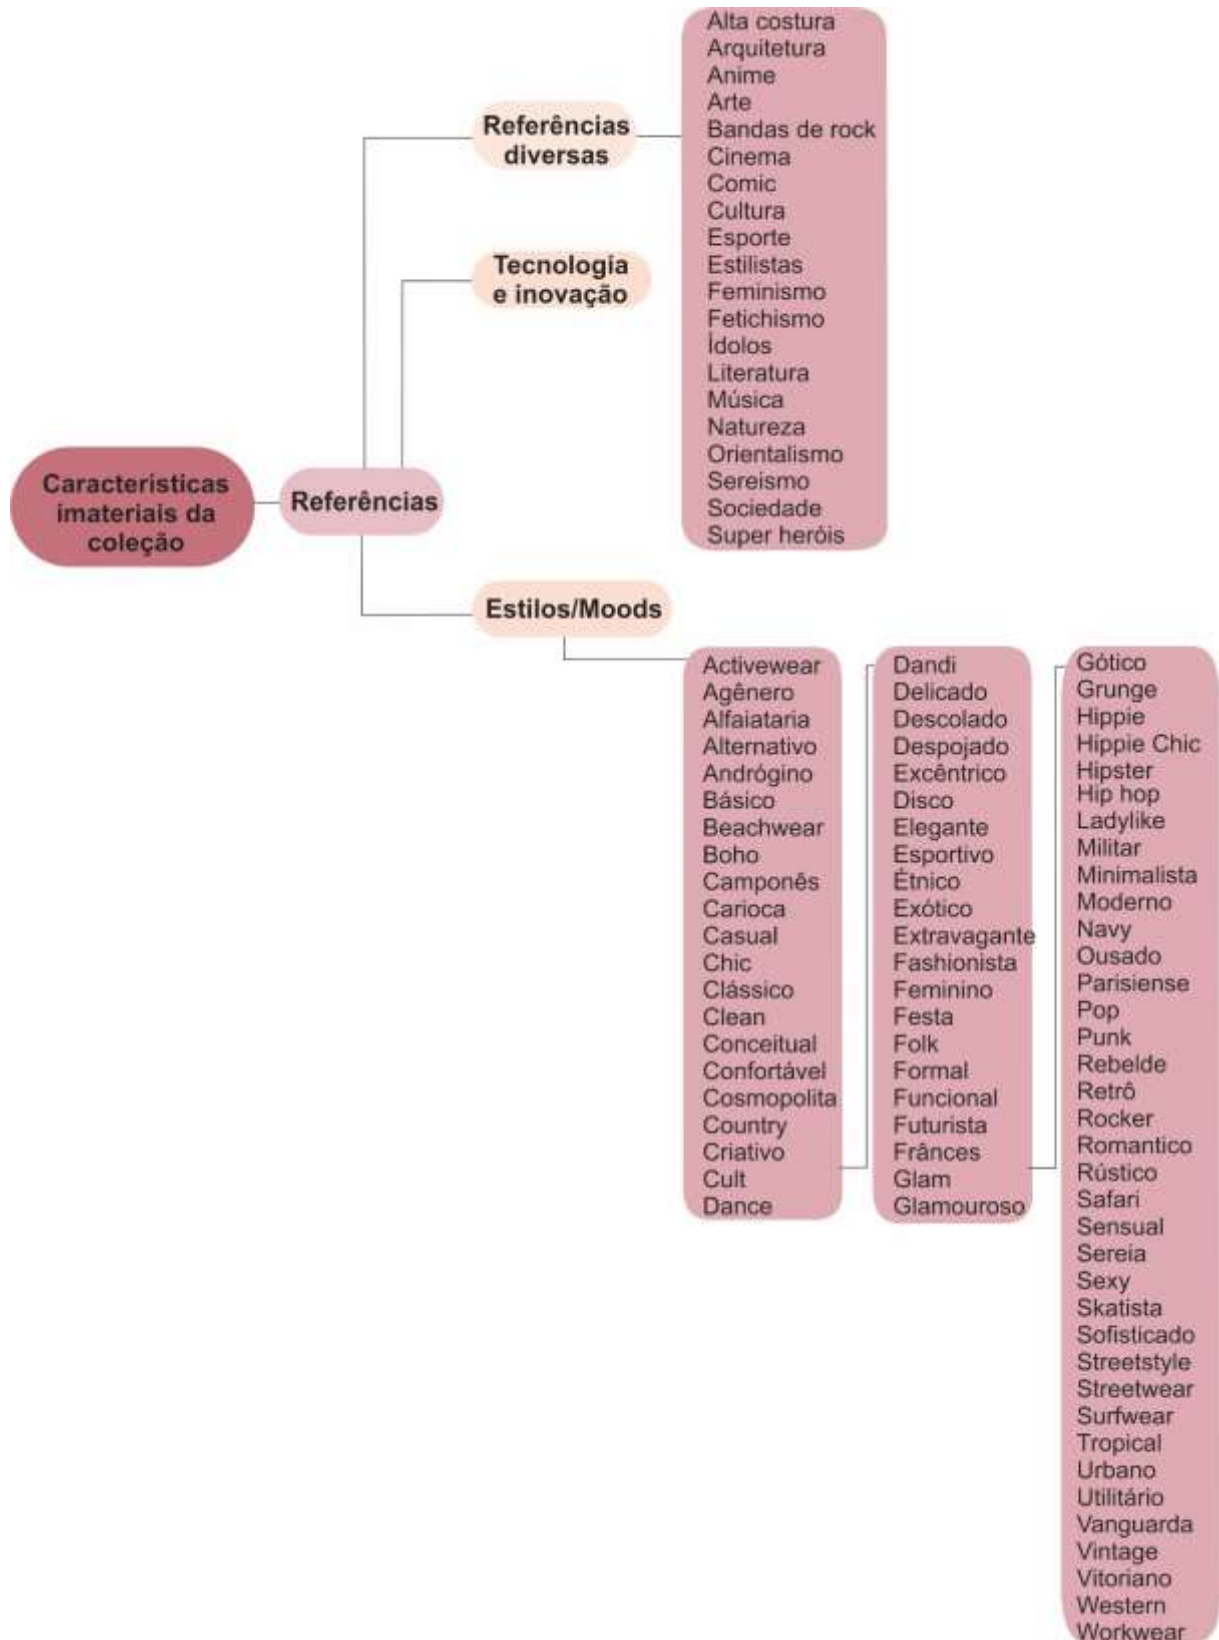 Alta costura
Arquitetura
Anime
Arte
Bandas de rock
Cinema
Comic
Cultura
Esporte
Estilistas
Feminismo
Fetichismo
Ídolos
Literatura
Música
Natureza
Orientalismo
Sereismo
Sociedade
Super heróis
Referências
diversas
Tecnologia
e inovação
Características
imateriais da
coleção
Referências
Estilos/Moods
Activewear
Agênero
Alfaiataria
Alternativo
Andrógino
Básico
Beachwear
Boho
Camponês
Carioca
Casual
Chic
Clássico
Clean
Conceitual
Confortável
Cosmopolita
Country
Criativo
Cult
Dance
Dandi
Delicado
Descolado
Despojado
Excêntrico
Disco
Elegante
Esportivo
Étnico
Exótico
Extravagante
Fashionista
Feminino
Festa
Folk
Formal
Funcional
Futurista
Frânces
Glam
Glamouroso
Gótico
Grunge
Hippie
Hippie Chic
Hipster
Hip hop
Ladylike
Militar
Minimalista
Moderno
Navy
Ousado
Parisiense
Pop
Punk
Rebelde
Retrô
Rocker
Romantico
Rústico
Safari
Sensual
Sereia
Sexy
Skatista
Sofisticado
Streetstyle
Streetwear
Surfwear
Tropical
Urbano
Utilitário
Vanguarda
Vintage
Vitoriano
Western
Workwear